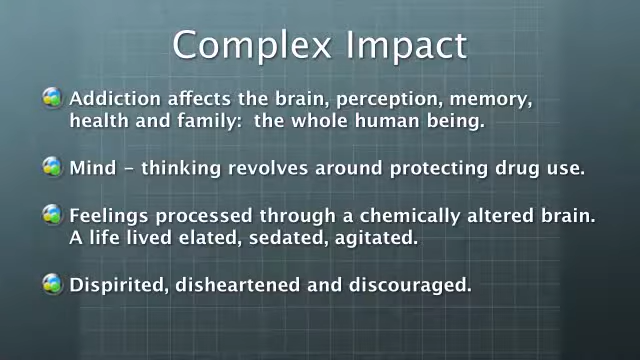 Complex Impact
Addiction affects the brain, perception, memory,
health and family:  the whole human being.
Mind - thinking revolves around protecting drug use.
Feelings processed through a chemically altered brain.
A life lived elated, sedated, agitated.
Dispirited, disheartened and discouraged.